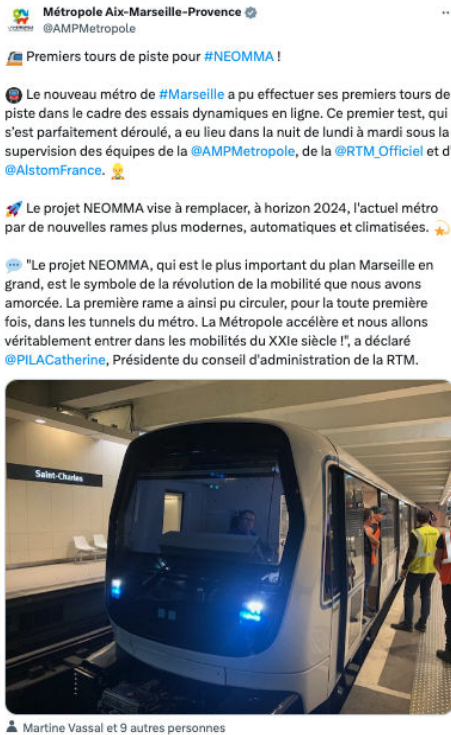 Métropole Aix-Marseille-Provence
@AMPMetropole
Premiers tours de piste pour #NEOMMA !
Le nouveau métro de #Marseille a pu effectuer ses premiers tours de
piste dans le cadre des essais dynamiques en ligne. Ce premier test, qui
s'est parfaitement déroulé, a eu lieu dans la nuit de lundi à mardi sous la
supervision des équipes de la @AMPMetropole, de la @RTM_Officiel et d'
@AlstomFrance.
Le projet NEOMMA vise à remplacer, à horizon 2024, l'actuel métro
par de nouvelles rames plus modernes, automatiques et climatisées.
"Le projet NEOMMA, qui est le plus important du plan Marseille en
grand, est le symbole de la révolution de la mobilité que nous avons
amorcée. La première rame a ainsi pu circuler, pour la toute première
fois, dans les tunnels du métro. La Métropole accélère et nous allons
véritablement entrer dans les mobilités du XXIe siècle !", a déclaré
@PILACatherine, Présidente du conseil d'administration de la RTM.
Saint-Charles
Martine Vassal et 9 autres personnes